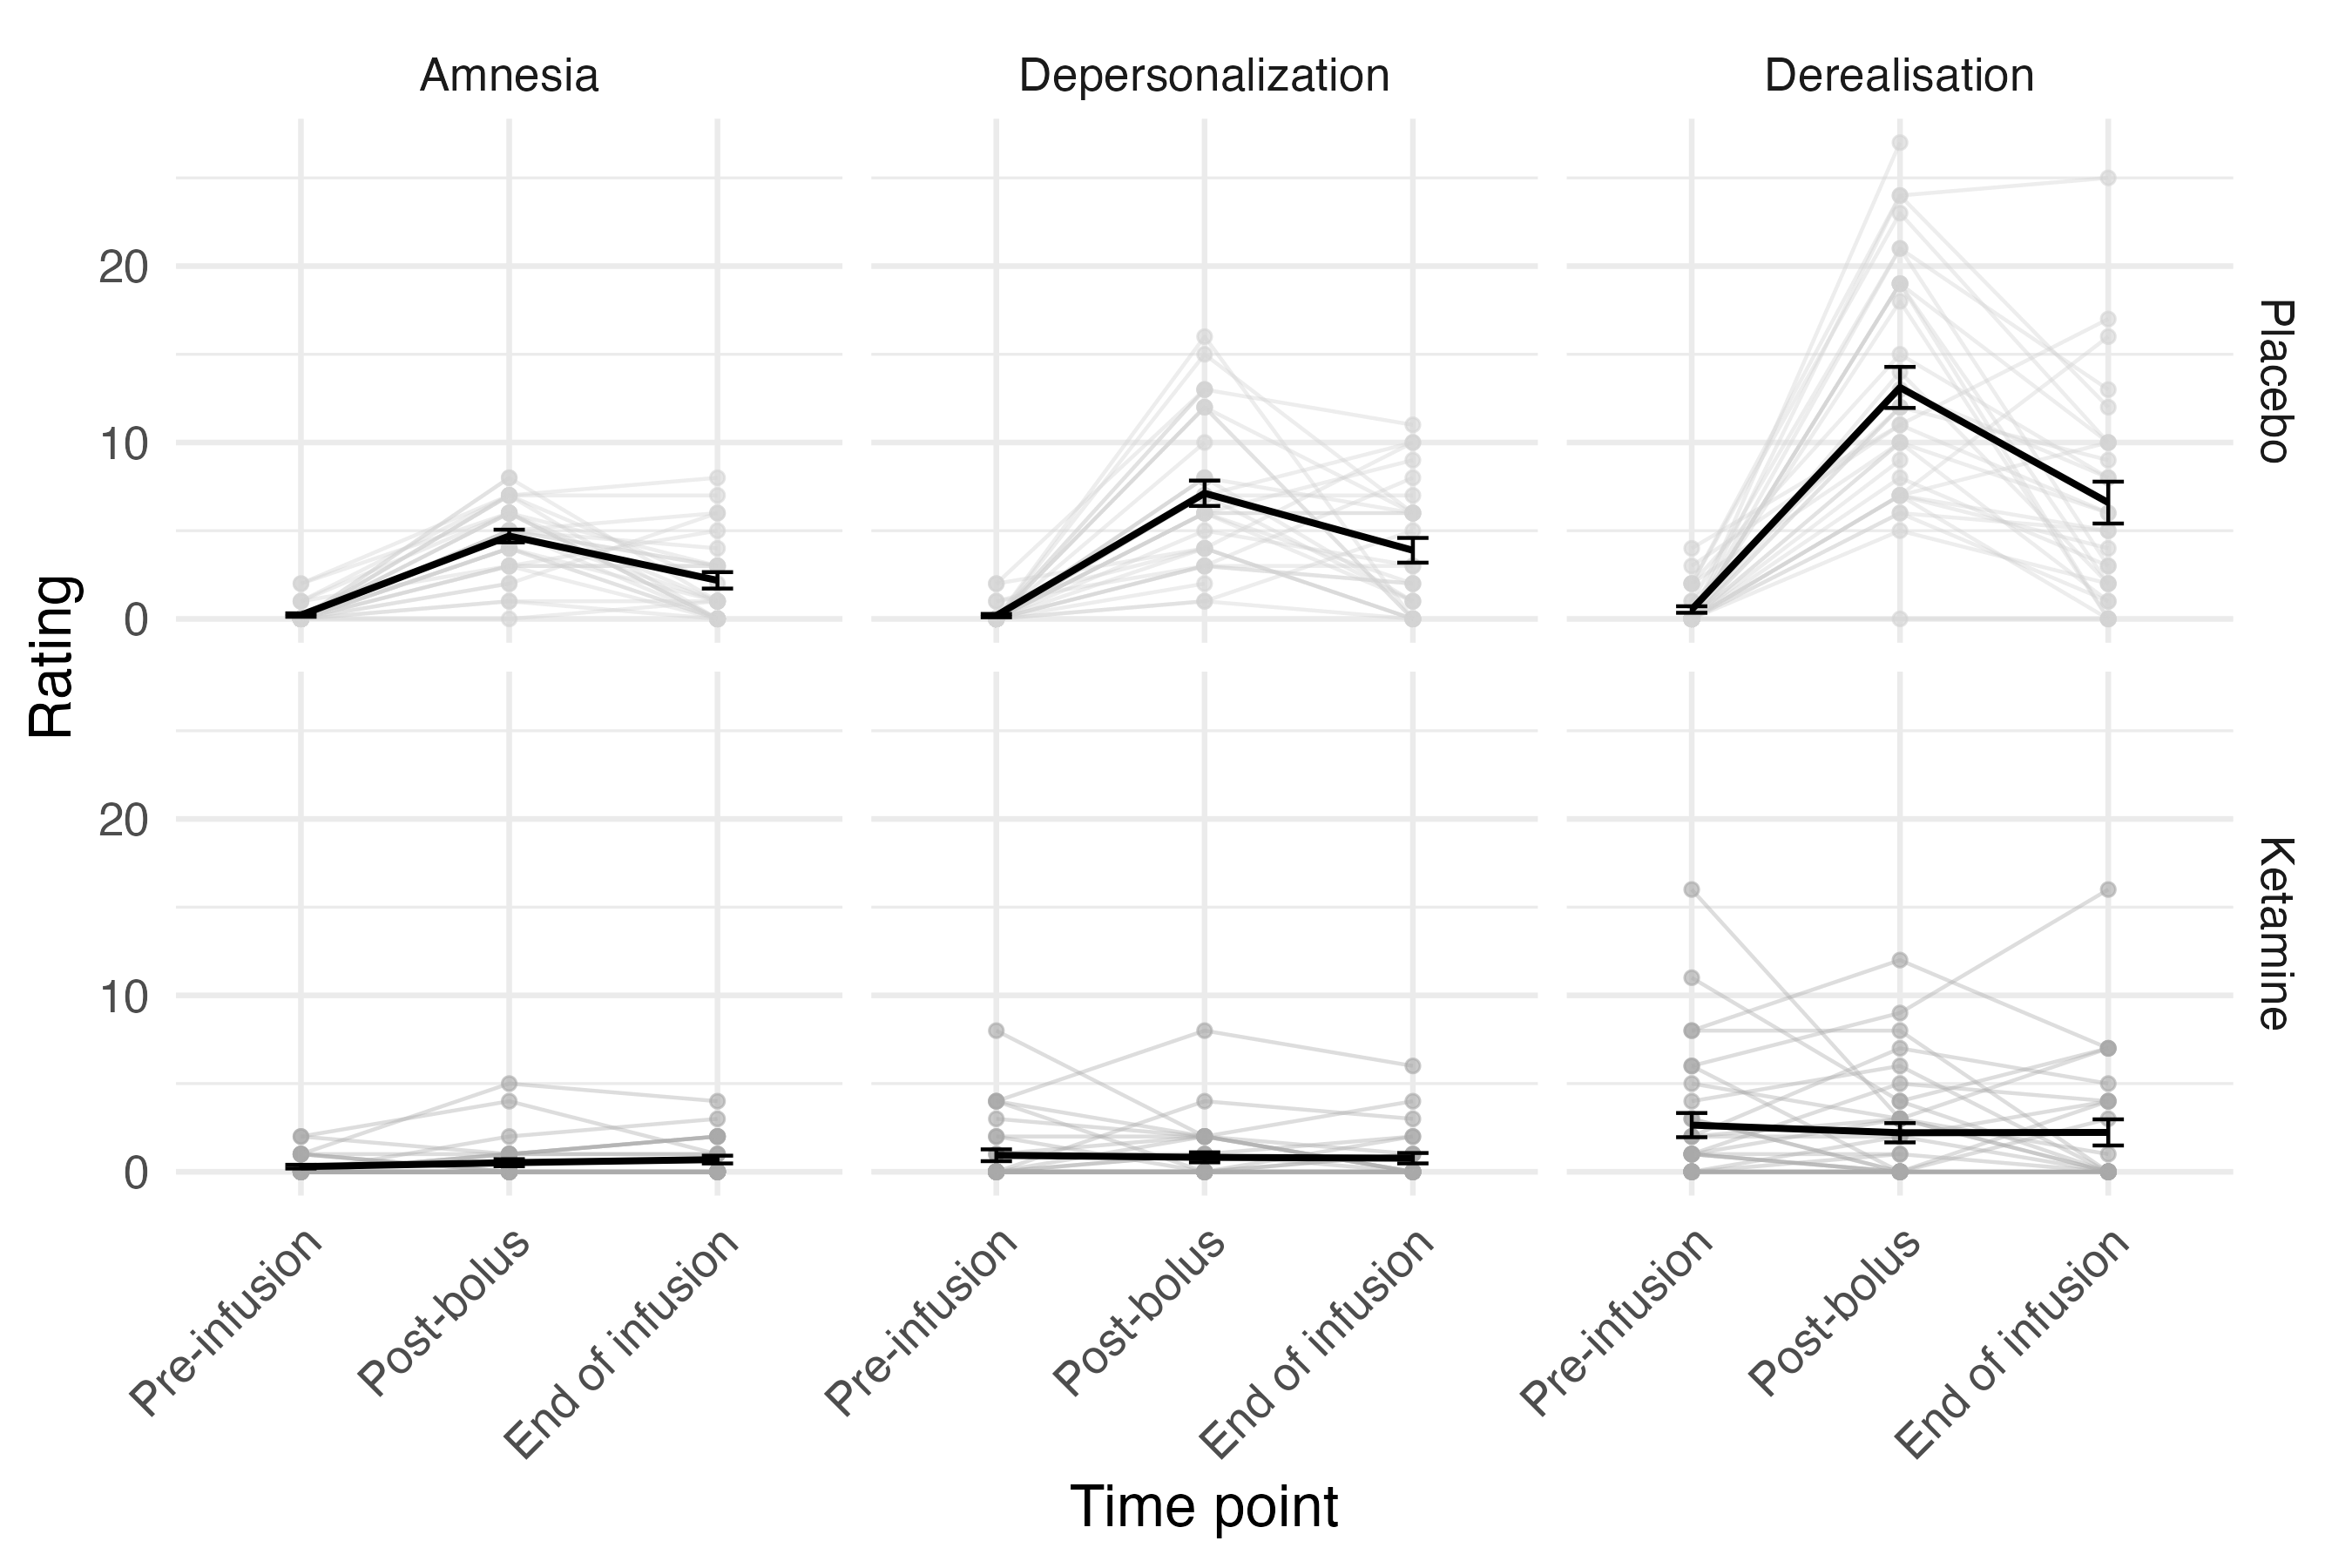 Amnesia
Depersonalization
Derealisation
20
10
0
Placebo
Rating
20
10
0
Ketamine
Pre-infusion
Post-bolus
End of infusion
Pre-infusion
Post-bolus
End of infusion
Pre-infusion
Post-bolus
End of infusion
Time point